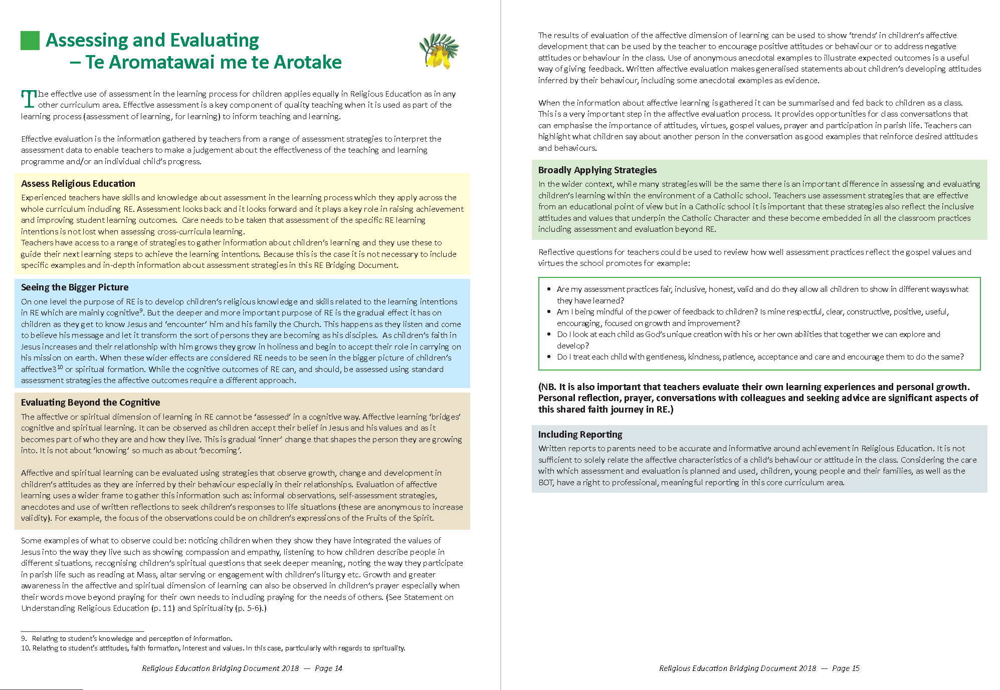 Assessing and Evaluating
– Te Aromatawai me te Arotake
The effective use of assessment in the learning process for children applies equally in Religious Education as in any
other curriculum area. Effective assessment is a key component of quality teaching when it is used as part of the
learning process (assessment of learning, for learning) to inform teaching and learning.
Effective evaluation is the information gathered by teachers from a range of assessment strategies to interpret the
assessment data to enable teachers to make a judgement about the effectiveness of the teaching and learning
programme and/or an individual child's progress.
Assess Religious Education
Experienced teachers have skills and knowledge about assessment in the learning process which they apply across the
whole curriculum including RE. Assessment looks back and it looks forward and it plays a key role in raising achievement
and improving student learning outcomes.  Care needs to be taken that assessment of the specific RE learning
intentions is not lost when assessing cross-curricula learning.
Teachers have access to a range of strategies to gather information about children's learning and they use these to
guide their next learning steps to achieve the learning intentions. Because this is the case it is not necessary to include
specific examples and in-depth information about assessment strategies in this RE Bridging Document.
Seeing the Bigger Picture
On one level the purpose of RE is to develop children's religious knowledge and skills related to the learning intentions
in RE which are mainly cognitive⁹. But the deeper and more important purpose of RE is the gradual effect it has on
children as they get to know Jesus and 'encounter' him and his family the Church. This happens as they listen and come
to believe his message and let it transform the sort of persons they are becoming as his disciples.  As children's faith in
Jesus increases and their relationship with him grows they grow in holiness and begin to accept their role in carrying on
his mission on earth. When these wider effects are considered RE needs to be seen in the bigger picture of children's
affective3¹⁰ or spiritual formation. While the cognitive outcomes of RE can, and should, be assessed using standard
assessment strategies the affective outcomes require a different approach.
Evaluating Beyond the Cognitive
The affective or spiritual dimension of learning in RE cannot be 'assessed' in a cognitive way. Affective learning 'bridges'
cognitive and spiritual learning. It can be observed as children accept their belief in Jesus and his values and as it
becomes part of who they are and how they live. This is gradual 'inner' change that shapes the person they are growing
into. It is not about 'knowing' so much as about 'becoming'.
Affective and spiritual learning can be evaluated using strategies that observe growth, change and development in
children's attitudes as they are inferred by their behaviour especially in their relationships. Evaluation of affective
learning uses a wider frame to gather this information such as: informal observations, self-assessment strategies,
anecdotes and use of written reflections to seek children's responses to life situations (these are anonymous to increase
validity). For example, the focus of the observations could be on children's expressions of the Fruits of the Spirit.
Some examples of what to observe could be: noticing children when they show they have integrated the values of
Jesus into the way they live such as showing compassion and empathy, listening to how children describe people in
different situations, recognising children's spiritual questions that seek deeper meaning, noting the way they participate
in parish life such as reading at Mass, altar serving or engagement with children's liturgy etc. Growth and greater
awareness in the affective and spiritual dimension of learning can also be observed in children's prayer especially when
their words move beyond praying for their own needs to including praying for the needs of others. (See Statement on
Understanding Religious Education (p. 11) and Spirituality (p. 5-6).)
9. Relating to student's knowledge and perception of information.
10. Relating to student's attitudes, faith formation, interest and values. In this case, particularly with regards to sprituality.
Religious Education Bridging Document 2018 — Page 14
The results of evaluation of the affective dimension of learning can be used to show 'trends' in children's affective
development that can be used by the teacher to encourage positive attitudes or behaviour or to address negative
attitudes or behaviour in the class. Use of anonymous anecdotal examples to illustrate expected outcomes is a useful
way of giving feedback. Written affective evaluation makes generalised statements about children's developing attitudes
inferred by their behaviour, including some anecdotal examples as evidence.
When the information about affective learning is gathered it can be summarised and fed back to children as a class.
This is a very important step in the affective evaluation process. It provides opportunities for class conversations that
can emphasise the importance of attitudes, virtues, gospel values, prayer and participation in parish life. Teachers can
highlight what children say about another person in the conversation as good examples that reinforce desired attitudes
and behaviours.
Broadly Applying Strategies
In the wider context, while many strategies will be the same there is an important difference in assessing and evaluating
children's learning within the environment of a Catholic school. Teachers use assessment strategies that are effective
from an educational point of view but in a Catholic school it is important that these strategies also reflect the inclusive
attitudes and values that underpin the Catholic Character and these become embedded in all the classroom practices
including assessment and evaluation beyond RE.
Reflective questions for teachers could be used to review how well assessment practices reflect the gospel values and
virtues the school promotes for example:
• Are my assessment practices fair, inclusive, honest, valid and do they allow all children to show in different ways what
they have learned?
• Am I being mindful of the power of feedback to children? Is mine respectful, clear, constructive, positive, useful,
encouraging, focused on growth and improvement?
• Do I look at each child as God's unique creation with his or her own abilities that together we can explore and
develop?
• Do I treat each child with gentleness, kindness, patience, acceptance and care and encourage them to do the same?
(NB. It is also important that teachers evaluate their own learning experiences and personal growth.
Personal reflection, prayer, conversations with colleagues and seeking advice are significant aspects of
this shared faith journey in RE.)
Including Reporting
Written reports to parents need to be accurate and informative around achievement in Religious Education. It is not
sufficient to solely relate the affective characteristics of a child's behaviour or attitude in the class. Considering the care
with which assessment and evaluation is planned and used, children, young people and their families, as well as the
BOT, have a right to professional, meaningful reporting in this core curriculum area.
Religious Education Bridging Document 2018 — Page 15